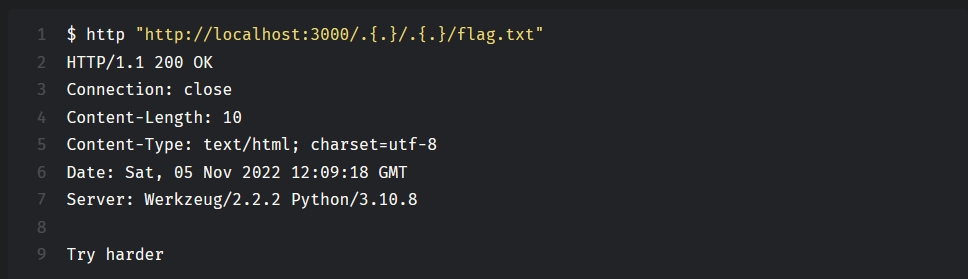 1 $ http "http://localhost:3000/.{.}/.{.}/flag.txt"
2 HTTP/1.1 200 OK
3 Connection: close
4 Content-Length: 10
5 Content-Type: text/html; charset=utf-8
6 Date: Sat, 05 Nov 2022 12:09:18 GMT
7 Server: Werkzeug/2.2.2 Python/3.10.8
8
9 Try harder